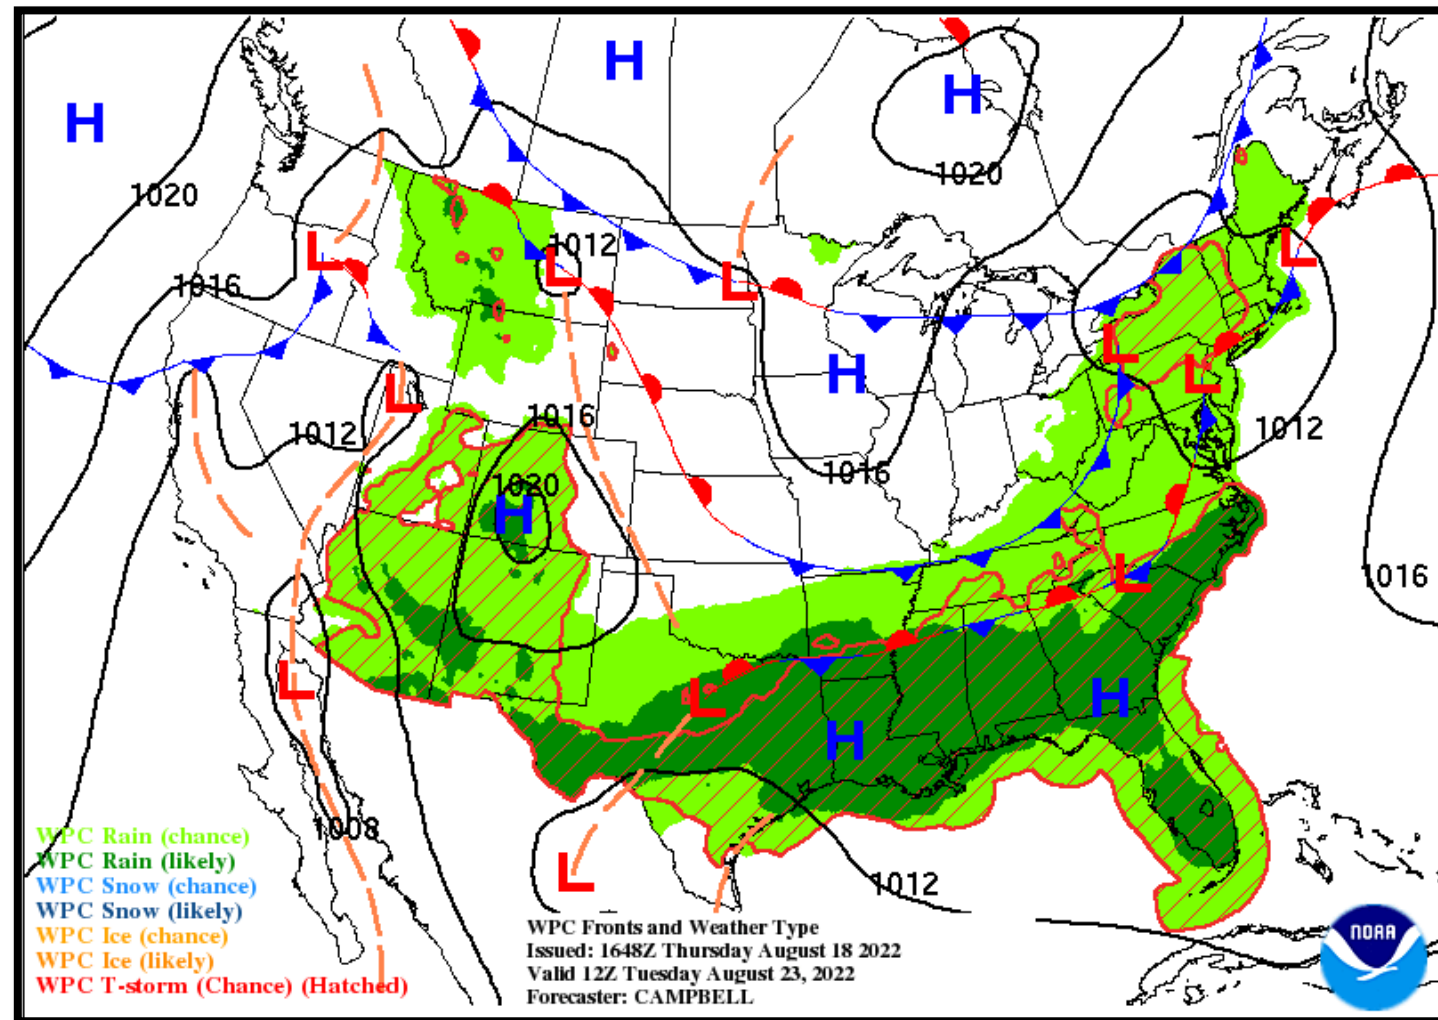 H
H
H
1020
1020
L
L
1012
L
L
1016
L
H
L
L
1016
1012
1012
1016
1020
H
L
1016
L
L
H
H
1008
L
1012
WPC Rain (chance)
WPC Rain (likely)
WPC Snow (chance)
WPC Snow (likely)
WPC Ice (chance)
WPC Ice (likely)
WPC T-storm (Chance) (Hatched)
WPC Fronts and Weather Type
Issued: 1648Z Thursday August 18 2022
Valid 12Z Tuesday August 23, 2022
Forecaster: CAMPBELL
NOAA